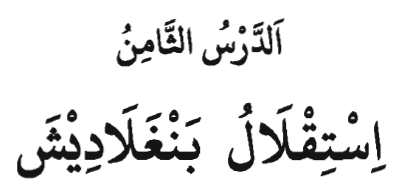 اَلدَّرْسُ الثَّامِنُ
اِسْتِقْلَالُ بَنْغَلَادِيْشَ